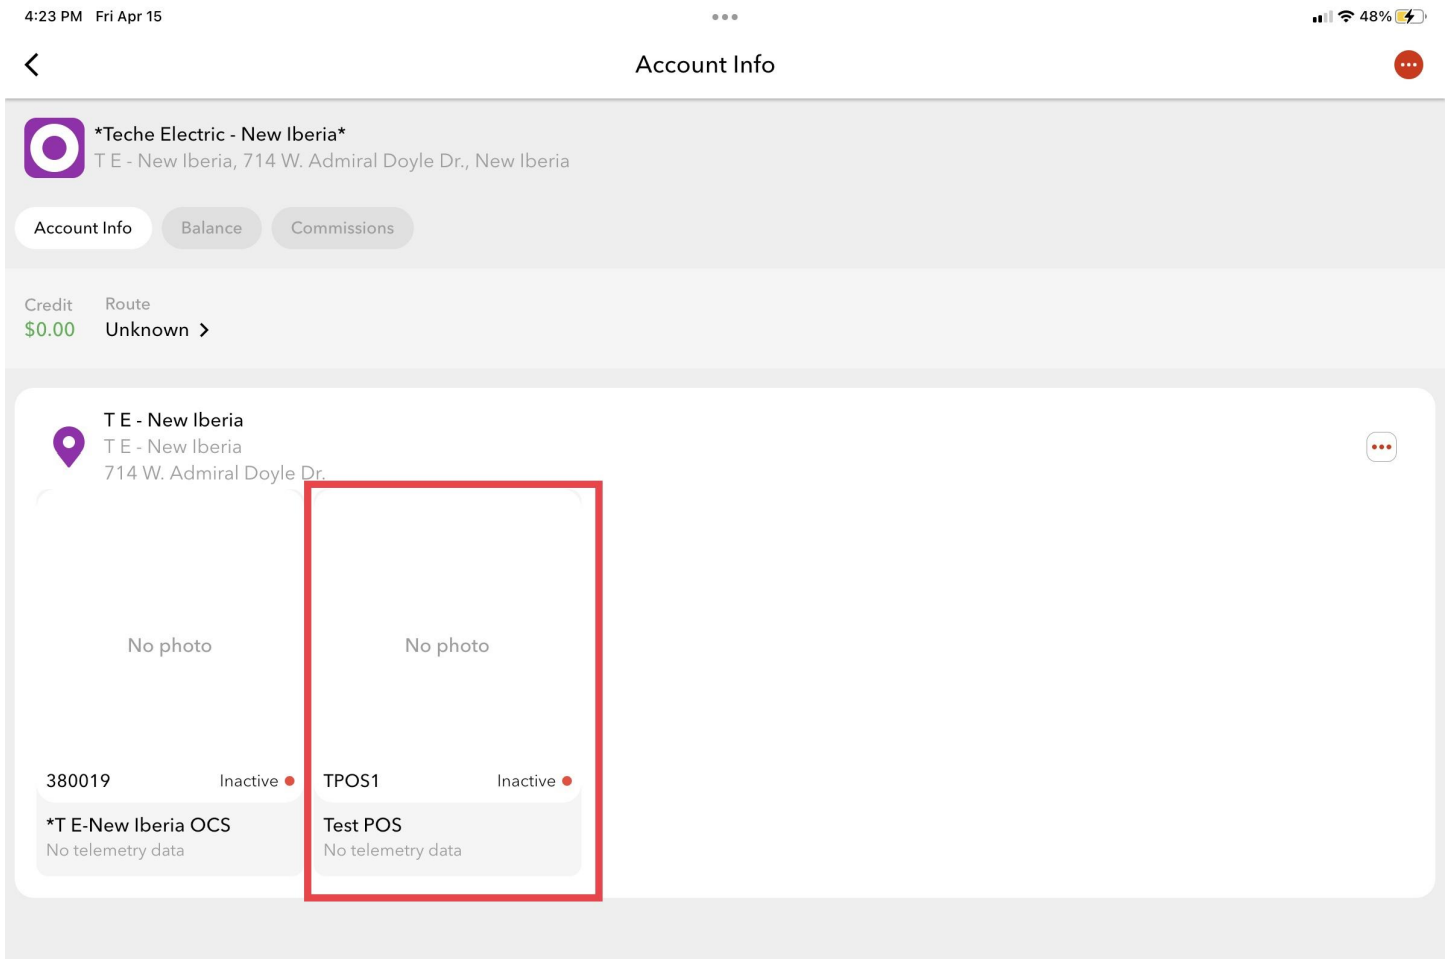 4:23 PM Fri Apr 15
48%
Account Info
*Teche Electric - New Iberia*
T E - New Iberia, 714 W. Admiral Doyle Dr., New Iberia
Account Info Balance Commissions
Credit Route
$0.00 Unknown
T E - New Iberia
T E - New Iberia
714 W. Admiral Doyle Dr.
No photo No photo
380019 Inactive TPOS1 Inactive
*T E-New Iberia OCS Test POS
No telemetry data No telemetry data